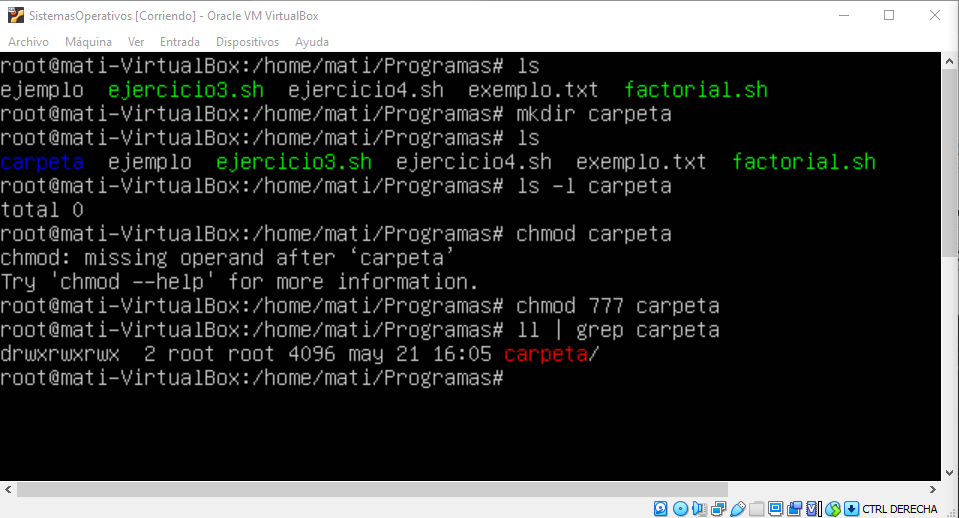 SistemasOperativos [Corriendo] - Oracle VM VirtualBox
Archivo Máquina Ver Entrada Dispositivos Ayuda
root@mati-VirtualBox:/home/mati/Programas# ls
ejemplo ejercicio3.sh ejercicio4.sh exemplo.txt factorial.sh
root@mati-VirtualBox:/home/mati/Programas# mkdir carpeta
root@mati-VirtualBox:/home/mati/Programas# ls
carpeta ejemplo ejercicio3.sh ejercicio4.sh exemplo.txt factorial.sh
root@mati-VirtualBox:/home/mati/Programas# ls -l carpeta
total 0
root@mati-VirtualBox:/home/mati/Programas# chmod carpeta
chmod: missing operand after ‘carpeta’
Try 'chmod --help' for more information.
root@mati-VirtualBox:/home/mati/Programas# chmod 777 carpeta
root@mati-VirtualBox:/home/mati/Programas# ll | grep carpeta
drwxrwxrwx 2 root root 4096 may 21 16:05 carpeta/
root@mati-VirtualBox:/home/mati/Programas#
CTRL DERECHA